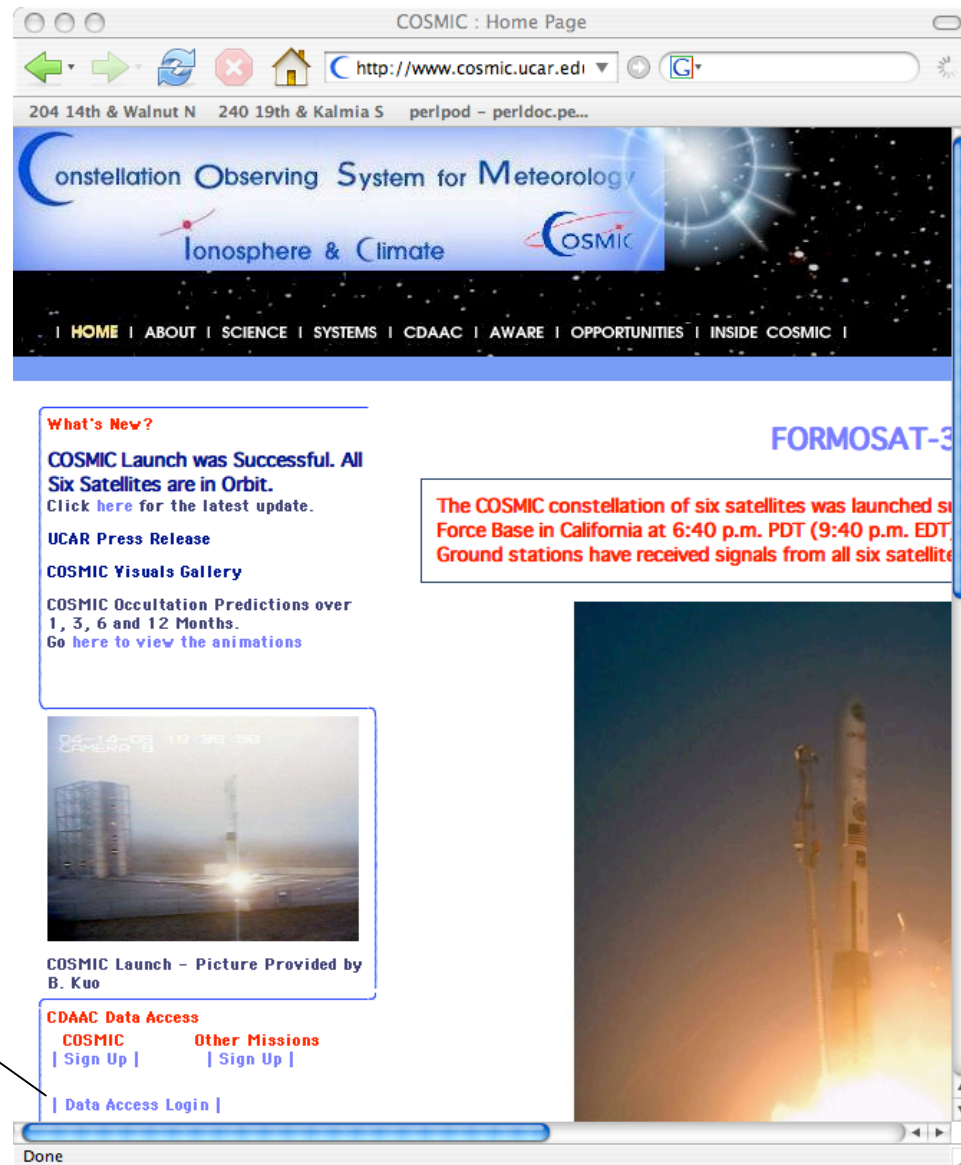 COSMIC : Home Page
http://www.cosmic.ucar.edu
G
204 14th & Walnut N 240 19th & Kalmia S perlpod - perldoc.pe...
Constellation Observing System for Meteorology
Ionosphere & Climate
COSMIC
| HOME | ABOUT | SCIENCE | SYSTEMS | CDAAC | AWARE | OPPORTUNITIES | INSIDE COSMIC |
What's New?
COSMIC Launch was Successful. All
Six Satellites are in Orbit.
Click here for the latest update.
UCAR Press Release
COSMIC Visuals Gallery
COSMIC Occultation Predictions over
1, 3, 6 and 12 Months.
Go here to view the animations
04-14-06 18 39 38
CAMERA 8
COSMIC Launch – Picture Provided by
B. Kuo
CDAAC Data Access
COSMIC Other Missions
| Sign Up | | Sign Up |
| Data Access Login |
FORMOSAT-3
The COSMIC constellation of six satellites was launched su
Force Base in California at 6:40 p.m. PDT (9:40 p.m. EDT)
Ground stations have received signals from all six satellite
Done